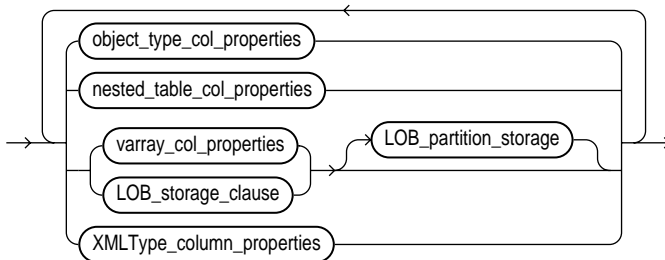 object_type_col_properties
nested_table_col_properties
varray_col_properties
LOB_partition_storage
LOB_storage_clause
XMLType_column_properties